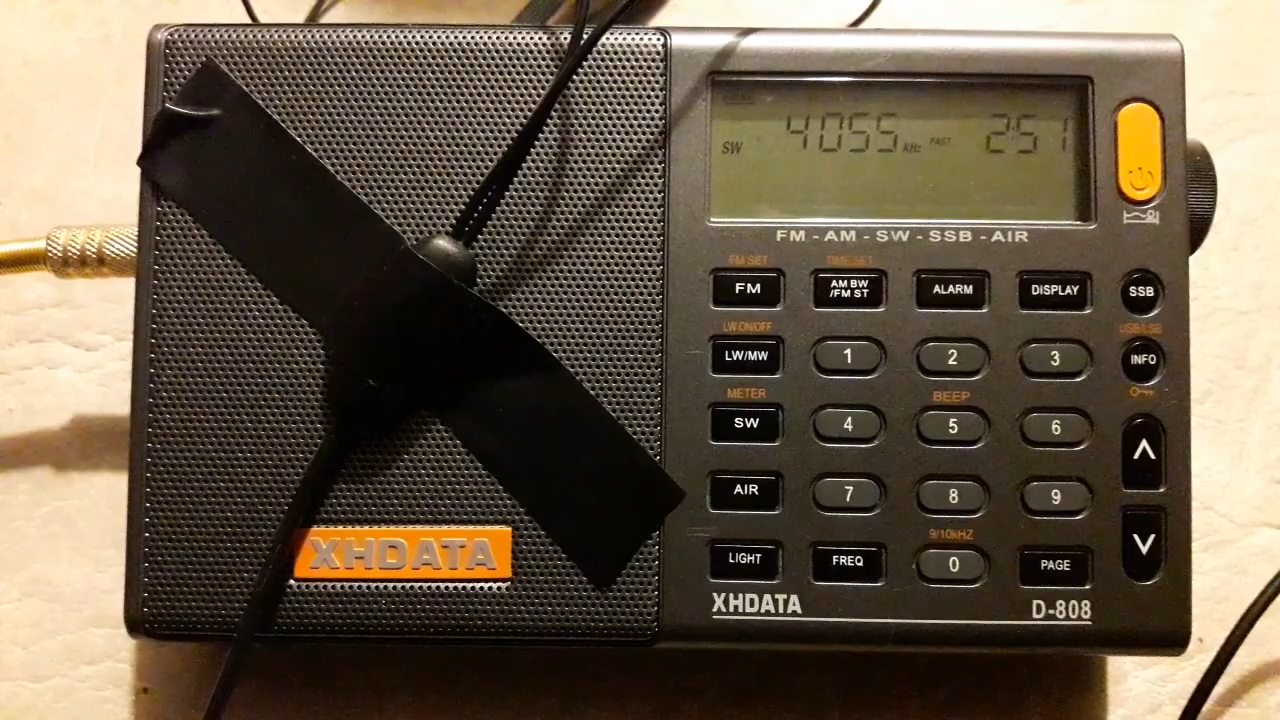 SW 4055 kHz FAST 2:51
FM - AM - SW - SSB - AIR
FM SET TIME SET
FM AM BW /FM ST ALARM DISPLAY SSB
LW ON/OFF USB/LSB
LW/MW 1 2 3 INFO
METER BEEP
SW 4 5 6
AIR 7 8 9
9/10kHZ
LIGHT FREQ 0 PAGE
XHDATA
XHDATA D-808